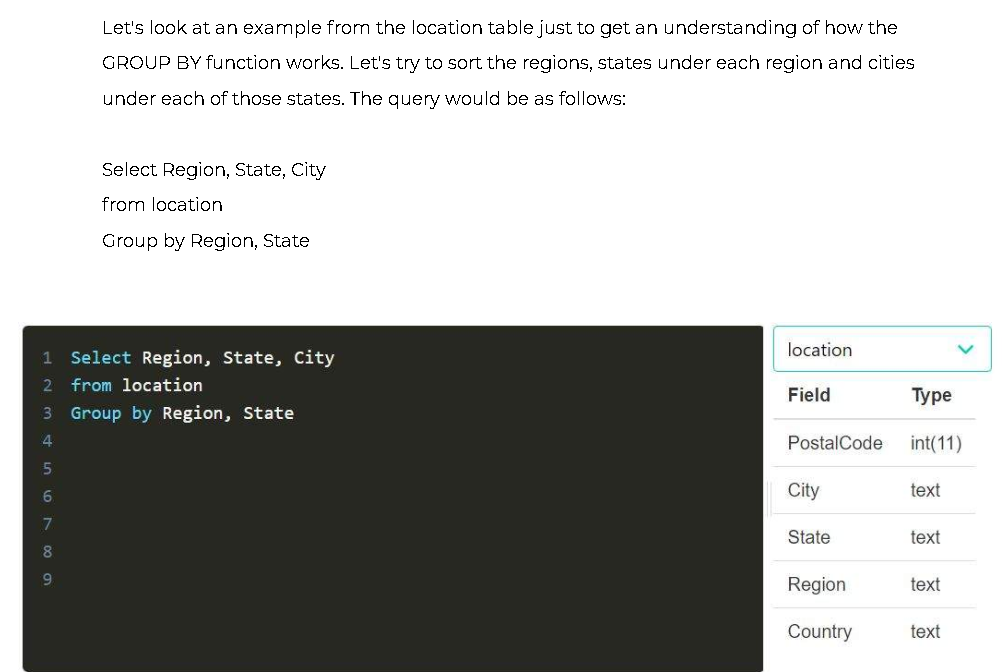 Let's look at an example from the location table just to get an understanding of how the
GROUP BY function works. Let's try to sort the regions, states under each region and cities
under each of those states. The query would be as follows:
Select Region, State, City
from location
Group by Region, State
1 Select Region, State, City
2 from location
3 Group by Region, State
4
5
6
7
8
9
location
Field Type
PostalCode int(11)
City text
State text
Region text
Country text